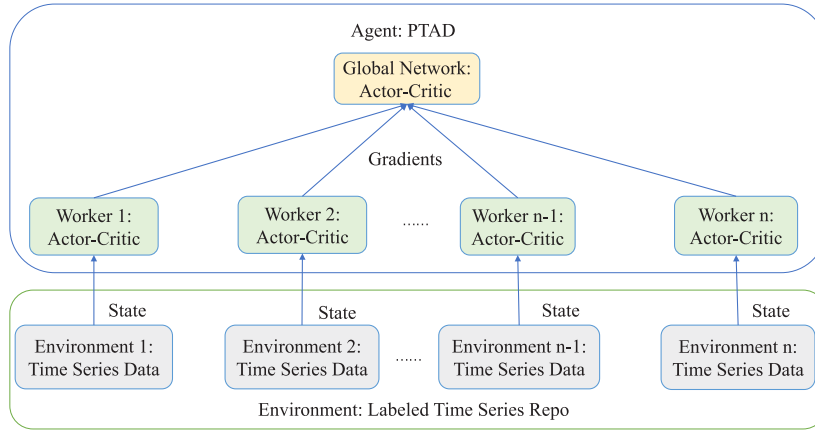 Agent: PTAD
Global Network:
Actor-Critic
Gradients
Worker 1:
Actor-Critic
Worker 2:
Actor-Critic
......
Worker n-1:
Actor-Critic
Worker n:
Actor-Critic
State
State
State
State
Environment 1:
Time Series Data
Environment 2:
Time Series Data
......
Environment n-1:
Time Series Data
Environment n:
Time Series Data
Environment: Labeled Time Series Repo